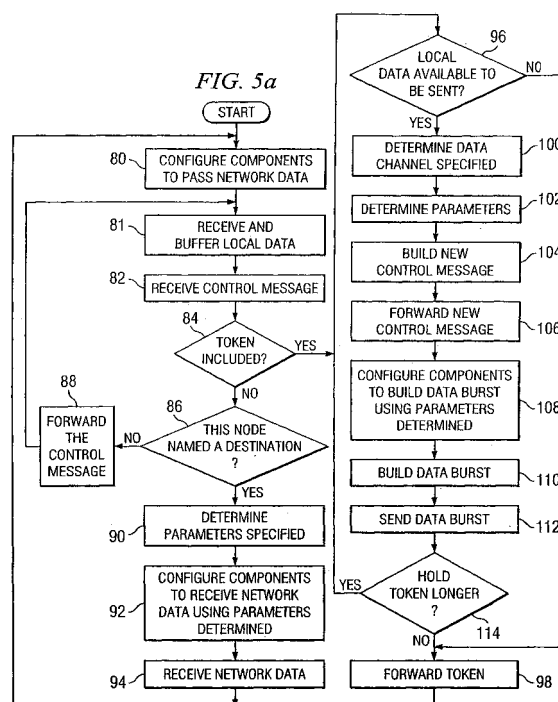 FIG. 5a
START
80
CONFIGURE COMPONENTS
TO PASS NETWORK DATA
81
RECEIVE AND
BUFFER LOCAL DATA
82
RECEIVE CONTROL MESSAGE
84
TOKEN
INCLUDED?
YES
NO
86
THIS NODE
NAMED A DESTINATION
?
NO
YES
88
FORWARD
THE
CONTROL
MESSAGE
90
DETERMINE
PARAMETERS SPECIFIED
92
CONFIGURE COMPONENTS
TO RECEIVE NETWORK
DATA USING PARAMETERS
DETERMINED
94
RECEIVE NETWORK DATA
96
LOCAL
DATA AVAILABLE TO
BE SENT?
NO
YES
100
DETERMINE DATA
CHANNEL SPECIFIED
102
DETERMINE PARAMETERS
104
BUILD NEW
CONTROL MESSAGE
106
FORWARD NEW
CONTROL MESSAGE
108
CONFIGURE COMPONENTS
TO BUILD DATA BURST
USING PARAMETERS
DETERMINED
110
BUILD DATA BURST
112
SEND DATA BURST
HOLD
TOKEN LONGER
?
YES
NO
114
FORWARD TOKEN
98